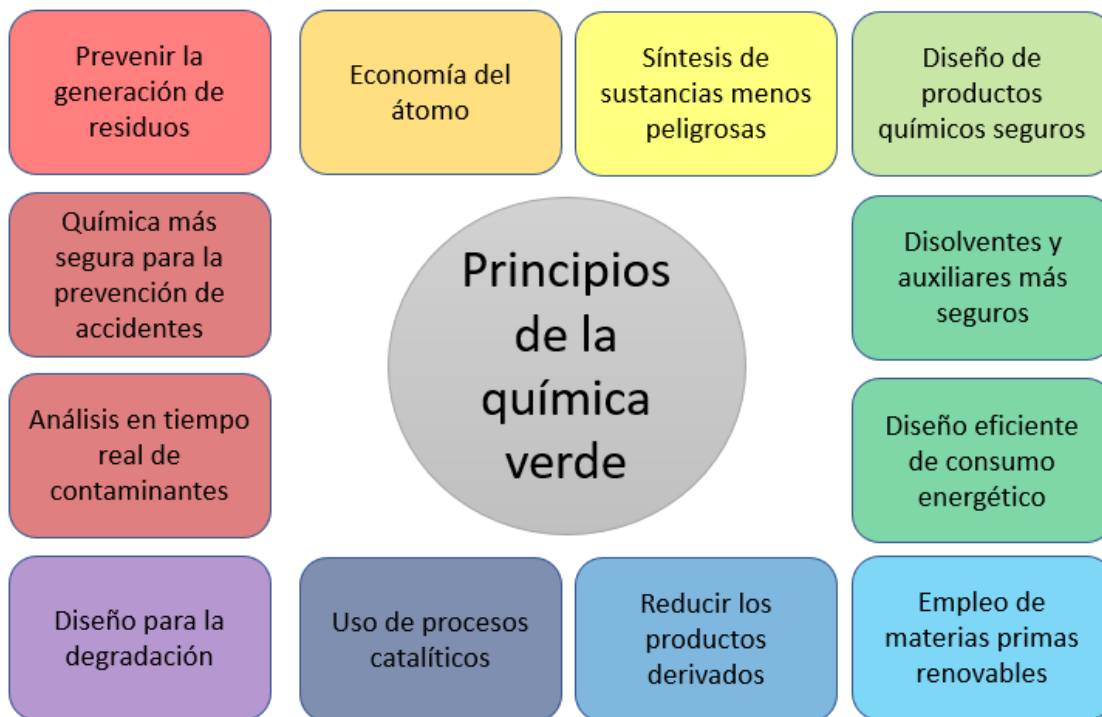 Prevenir la
generación de
residuos
Economía del
átomo
Síntesis de
sustancias menos
peligrosas
Diseño de
productos
químicos seguros
Química más
segura para la
prevención de
accidentes
Principios
de la
química
verde
Disolventes y
auxiliares más
seguros
Análisis en tiempo
real de
contaminantes
Diseño eficiente
de consumo
energético
Diseño para la
degradación
Uso de procesos
catalíticos
Reducir los
productos
derivados
Empleo de
materias primas
renovables